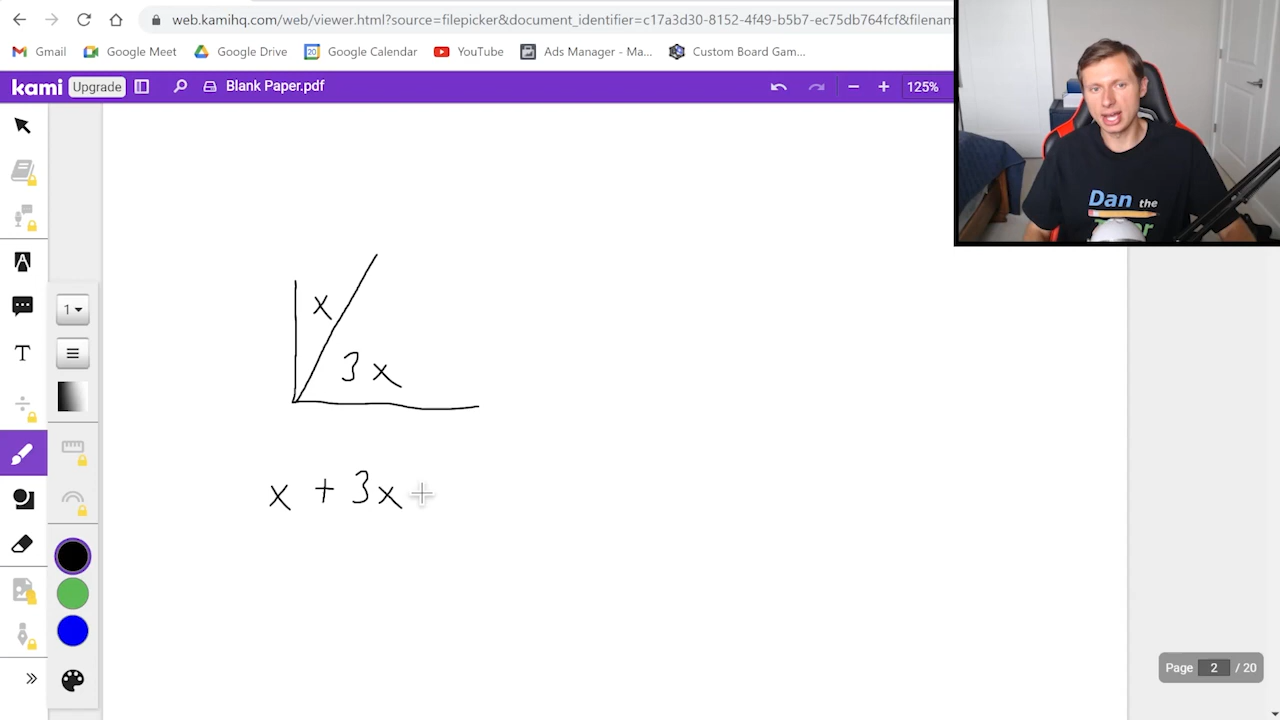 web.kamihq.com/web/viewer.html?source=filepicker&document_identifier=c17a3d30-8152-4f49-b5b7-ec75db764fcf&filenam
Gmail Google Meet Google Drive 20 Google Calendar YouTube Ads Manager - Ma... Custom Board Gam...
kami Upgrade Blank Paper.pdf 125%
Dan the
x
1
3x
x + 3x
Page 2 / 20